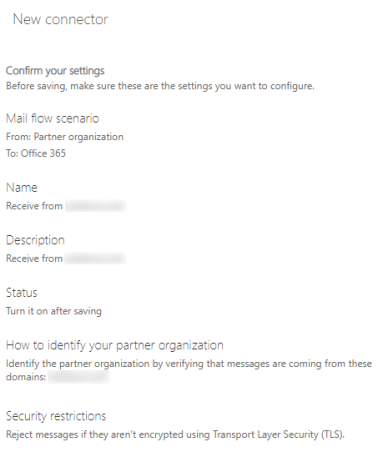 New connector
Confirm your settings
Before saving, make sure these are the settings you want to configure.
Mail flow scenario
From: Partner organization
To: Office 365
Name
Receive from
Description
Receive from
Status
Turn it on after saving
How to identify your partner organization
Identify the partner organization by verifying that messages are coming from these
domains:
Security restrictions
Reject messages if they aren't encrypted using Transport Layer Security (TLS).